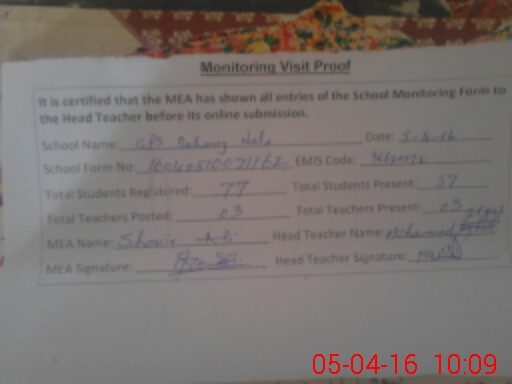 Monitoring Visit Proof
It is certified that the MEA has shown all entries of the School Monitoring Form to
the Head Teacher before its online submission.
School Name: GPS Date: 5-4-16
School Form No: EMIS Code:
Total Students Registered: 77 Total Students Present: 57
Total Teachers Posted: 03 Total Teachers Present: 03
MEA Name: Head Teacher Name: Muhammad
MEA Signature: Head Teacher Signature:
05-04-16 10:09